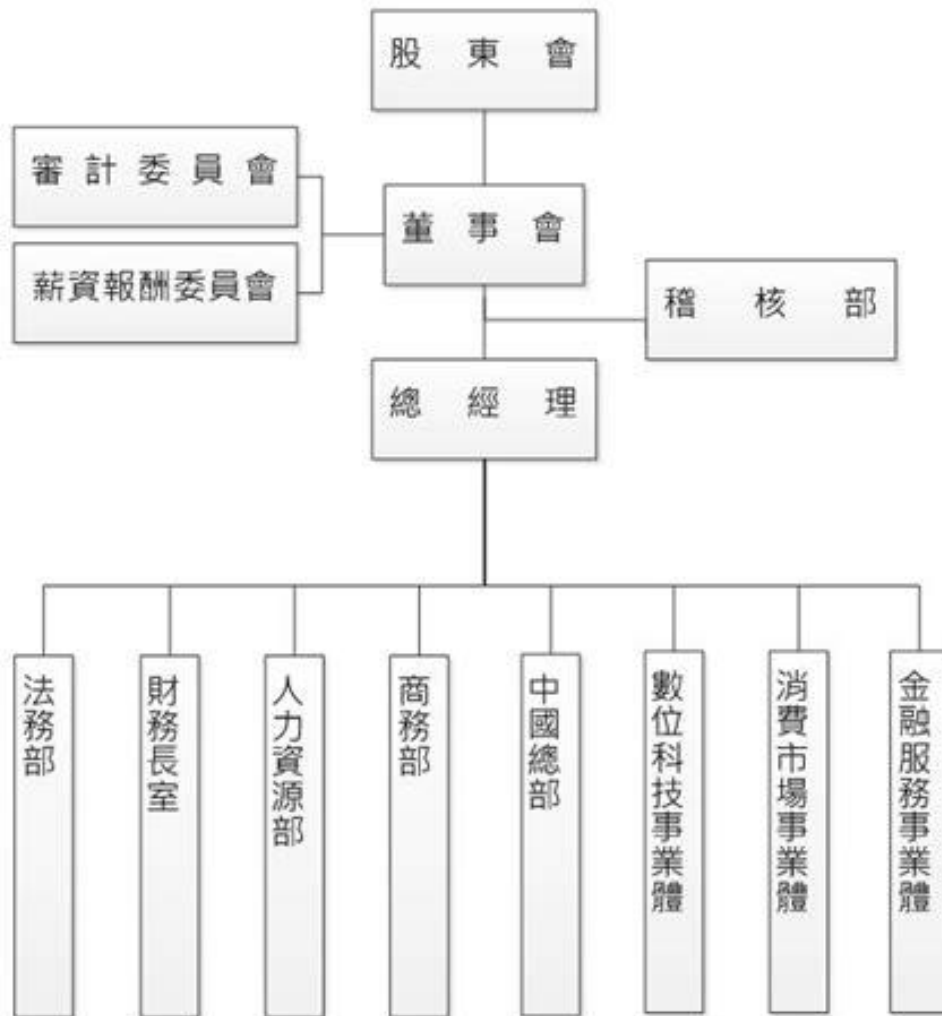 股東會
審計委員會
董事會
薪資報酬委員會
稽核部
總經理
法務部
財務長室
人力資源部
商務部
中國總部
數位科技事業體
消費市場事業體
金融服務事業體